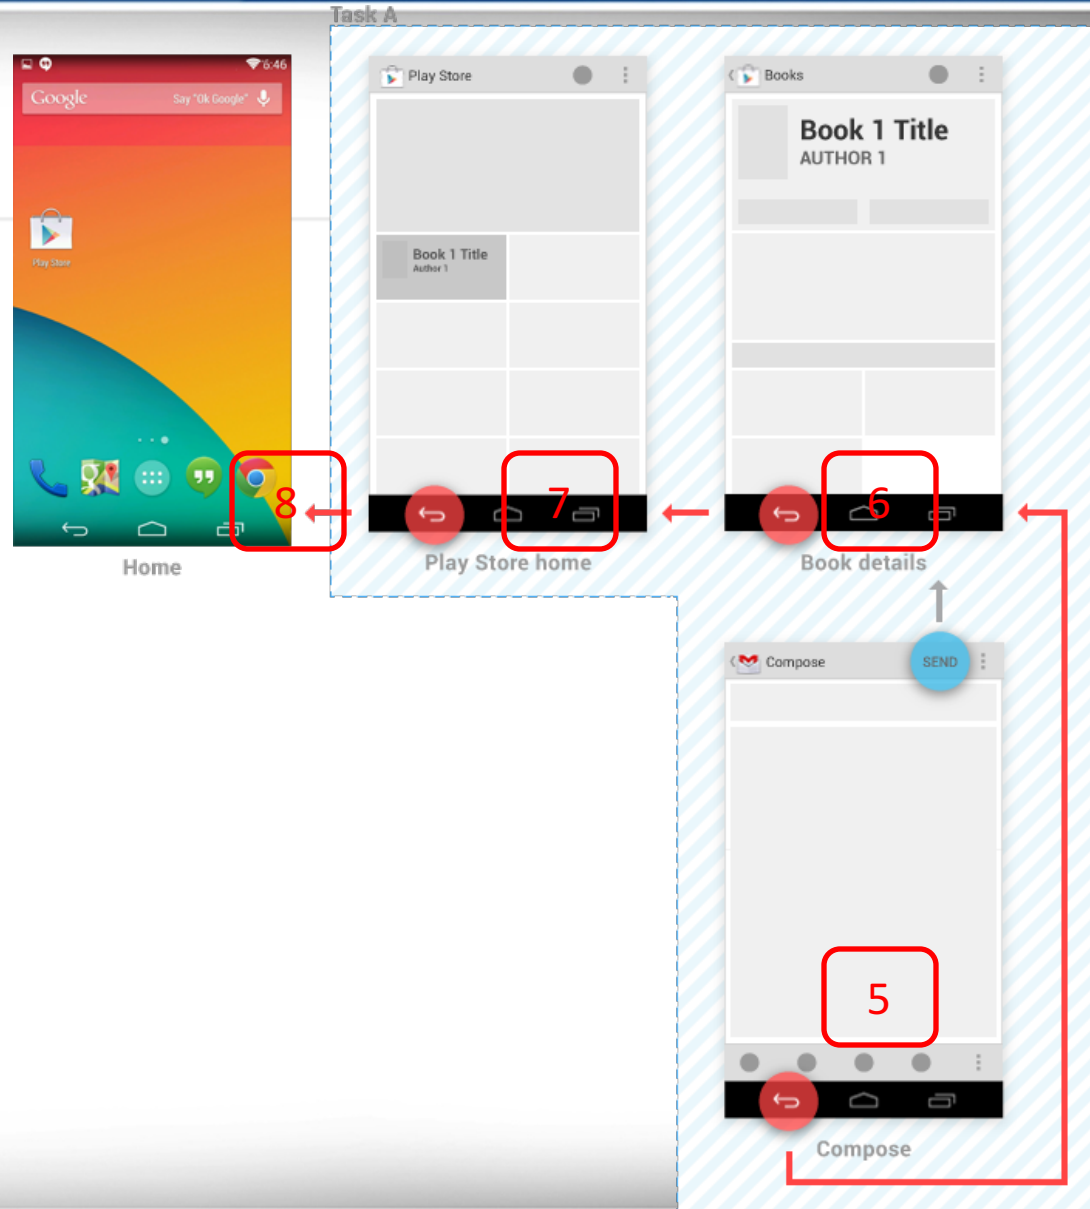 Task A
6:46
Google
Say "Ok Google"
Play Store
8
Home
Play Store
Book 1 Title
Author 1
7
Play Store home
Books
Book 1 Title
AUTHOR 1
6
Book details
Compose
SEND
5
Compose